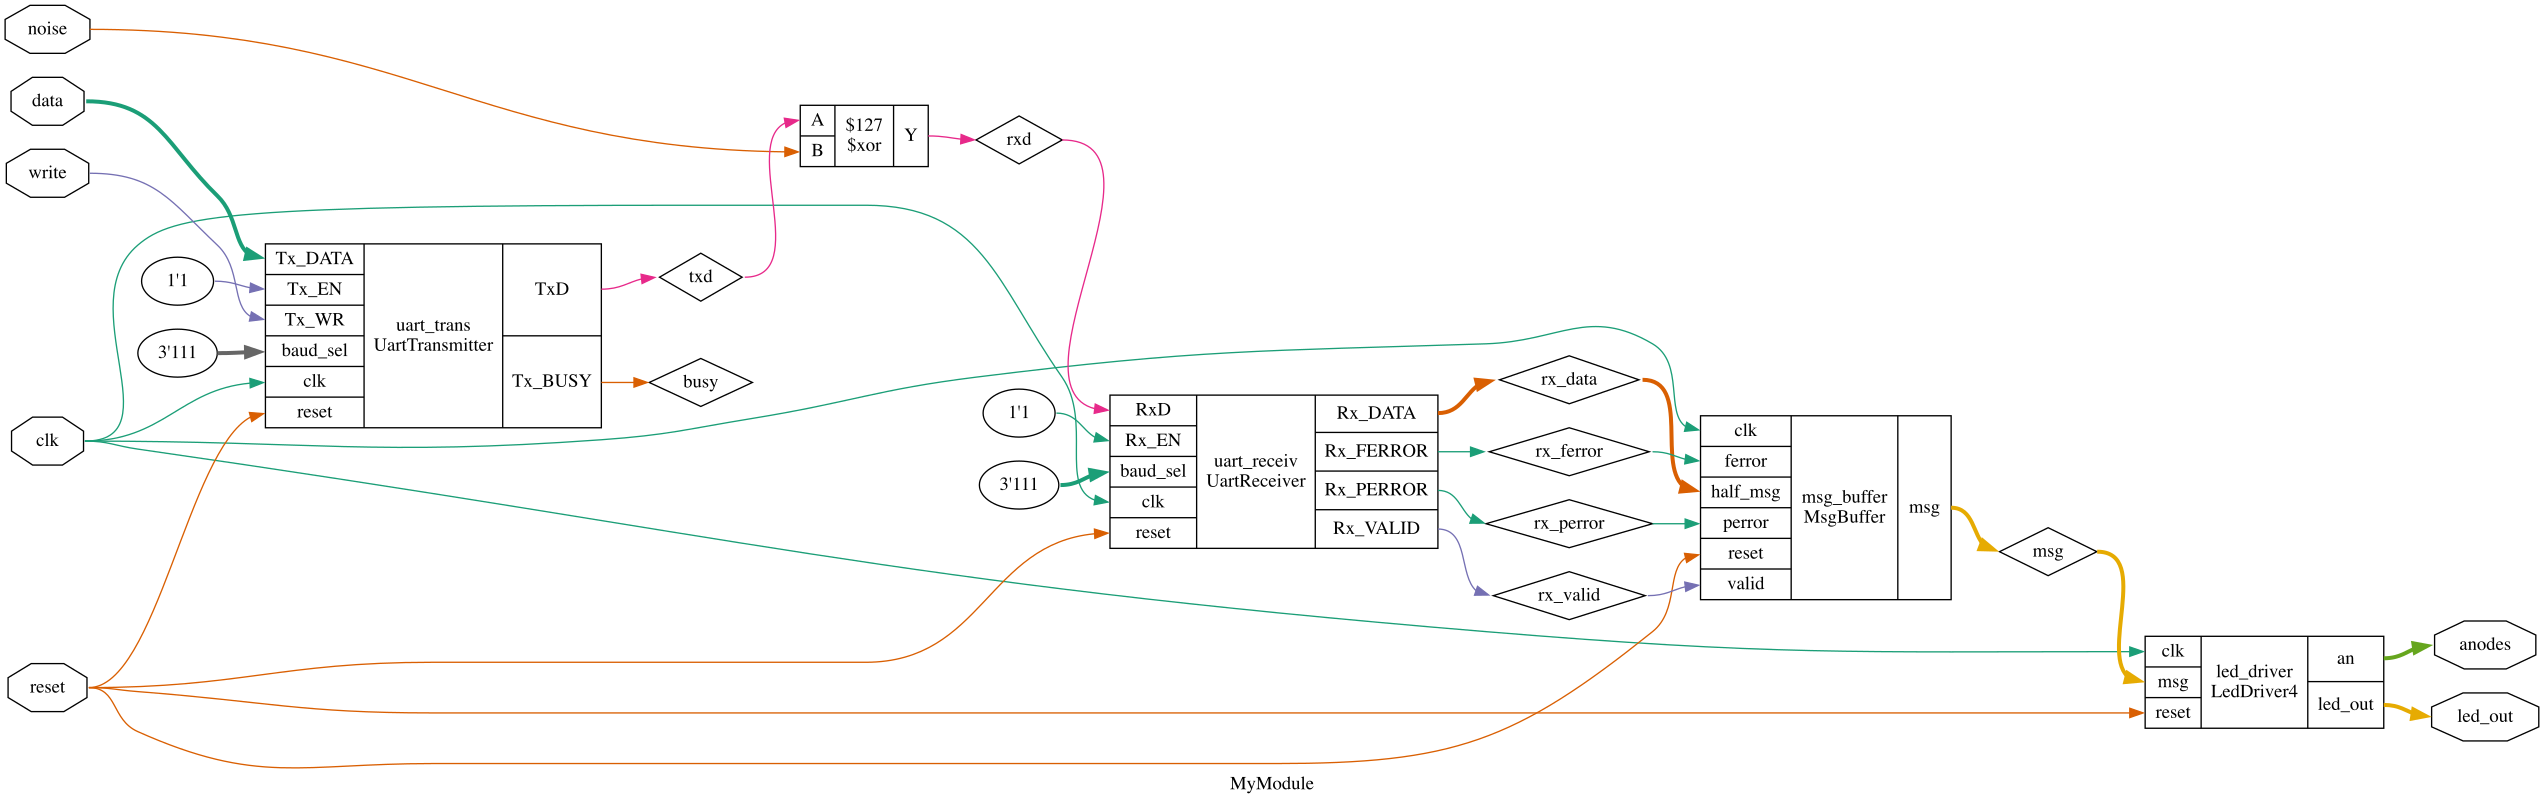 noise
data
write
clk
reset
1'1
3'111
Tx_DATA
Tx_EN
Tx_WR
baud_sel
clk
reset
uart_trans
UartTransmitter
TxD
Tx_BUSY
txd
busy
A
B
$127
$xor
Y
rxd
1'1
3'111
RxD
Rx_EN
baud_sel
clk
reset
uart_receiv
UartReceiver
Rx_DATA
Rx_FERROR
Rx_PERROR
Rx_VALID
rx_data
rx_ferror
rx_perror
rx_valid
clk
ferror
half_msg
perror
reset
valid
msg_buffer
MsgBuffer
msg
msg
clk
msg
reset
led_driver
LedDriver4
an
led_out
anodes
led_out
MyModule